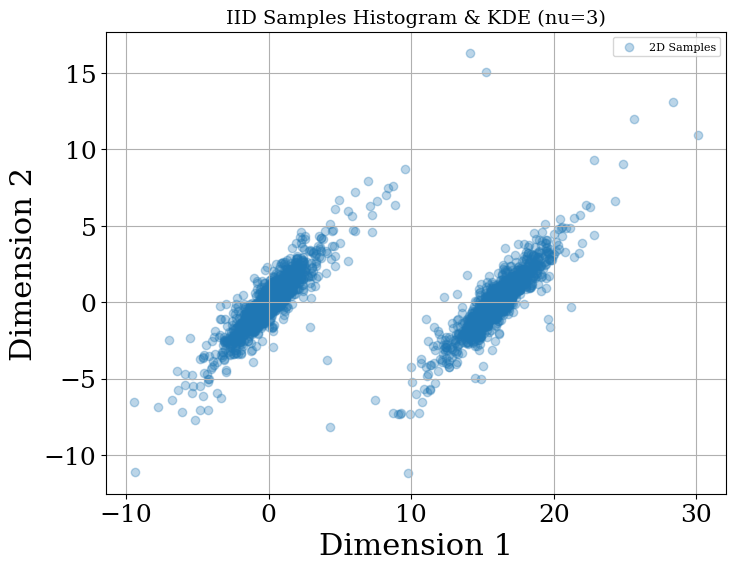 IID Samples Histogram & KDE (nu=3)
2D Samples
Dimension 2
15
10
5
0
−5
−10
−10 0 10 20 30
Dimension 1